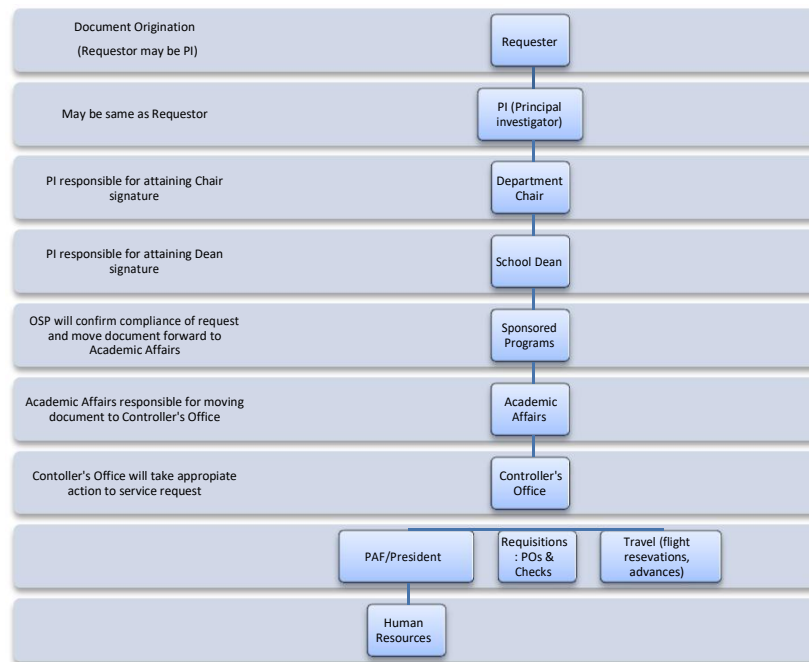 Document Origination
(Requestor may be PI)
Requester
May be same as Requestor
PI (Principal
investigator)
PI responsible for attaining Chair
signature
Department
Chair
PI responsible for attaining Dean
signature
School Dean
OSP will confirm compliance of request
and move document forward to
Academic Affairs
Sponsored
Programs
Academic Affairs responsible for moving
document to Controller's Office
Academic
Affairs
Contoller's Office will take appropiate
action to service request
Controller's
Office
PAF/President
Requisitions
: POs &
Checks
Travel (flight
resevations,
advances)
Human
Resources